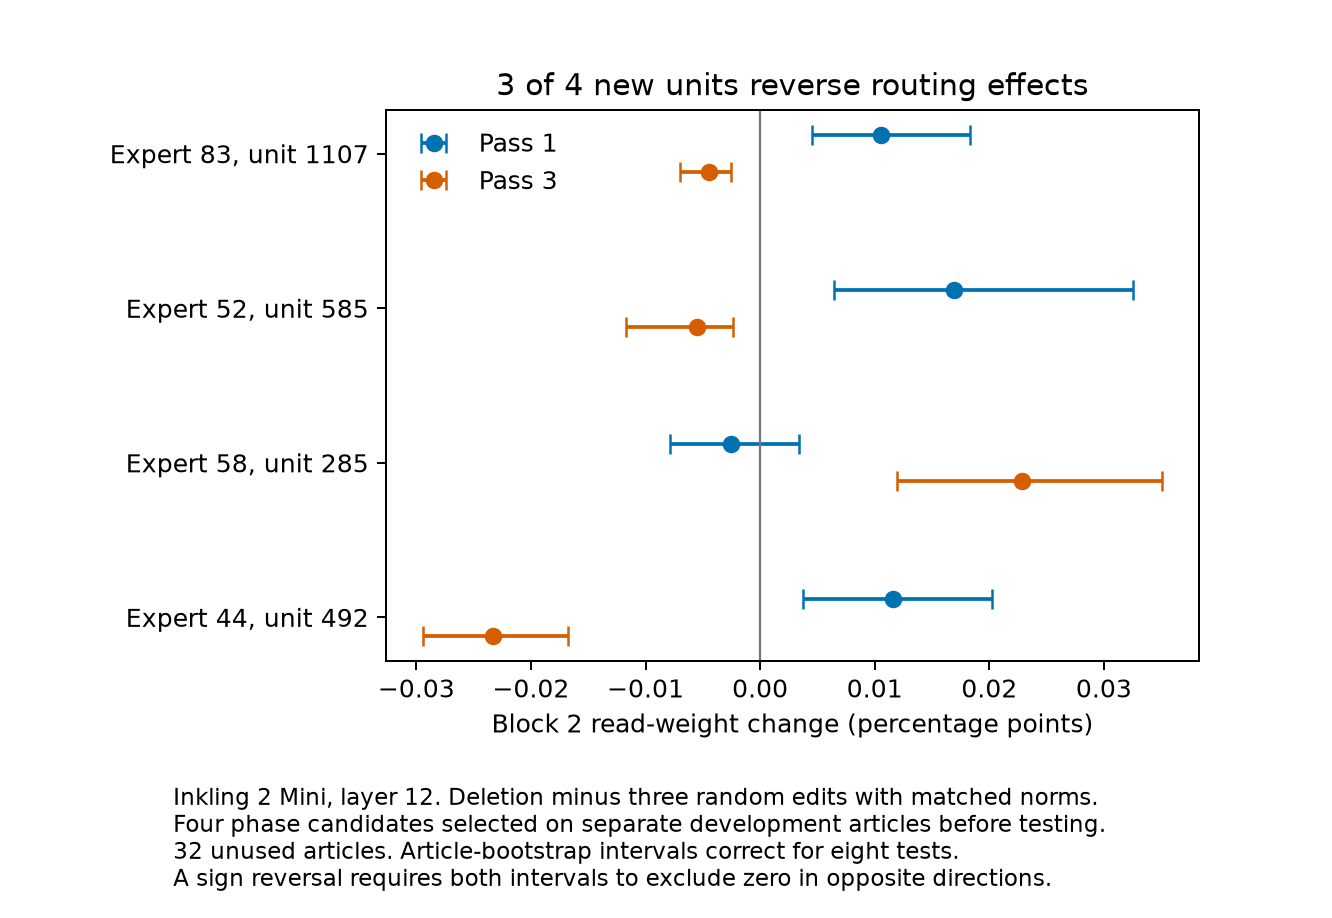 3 of 4 new units reverse routing effects
Pass 1
Pass 3
Expert 83, unit 1107
Expert 52, unit 585
Expert 58, unit 285
Expert 44, unit 492
−0.03 −0.02 −0.01 0.00 0.01 0.02 0.03
Block 2 read-weight change (percentage points)
Inkling 2 Mini, layer 12. Deletion minus three random edits with matched norms.
Four phase candidates selected on separate development articles before testing.
32 unused articles. Article-bootstrap intervals correct for eight tests.
A sign reversal requires both intervals to exclude zero in opposite directions.